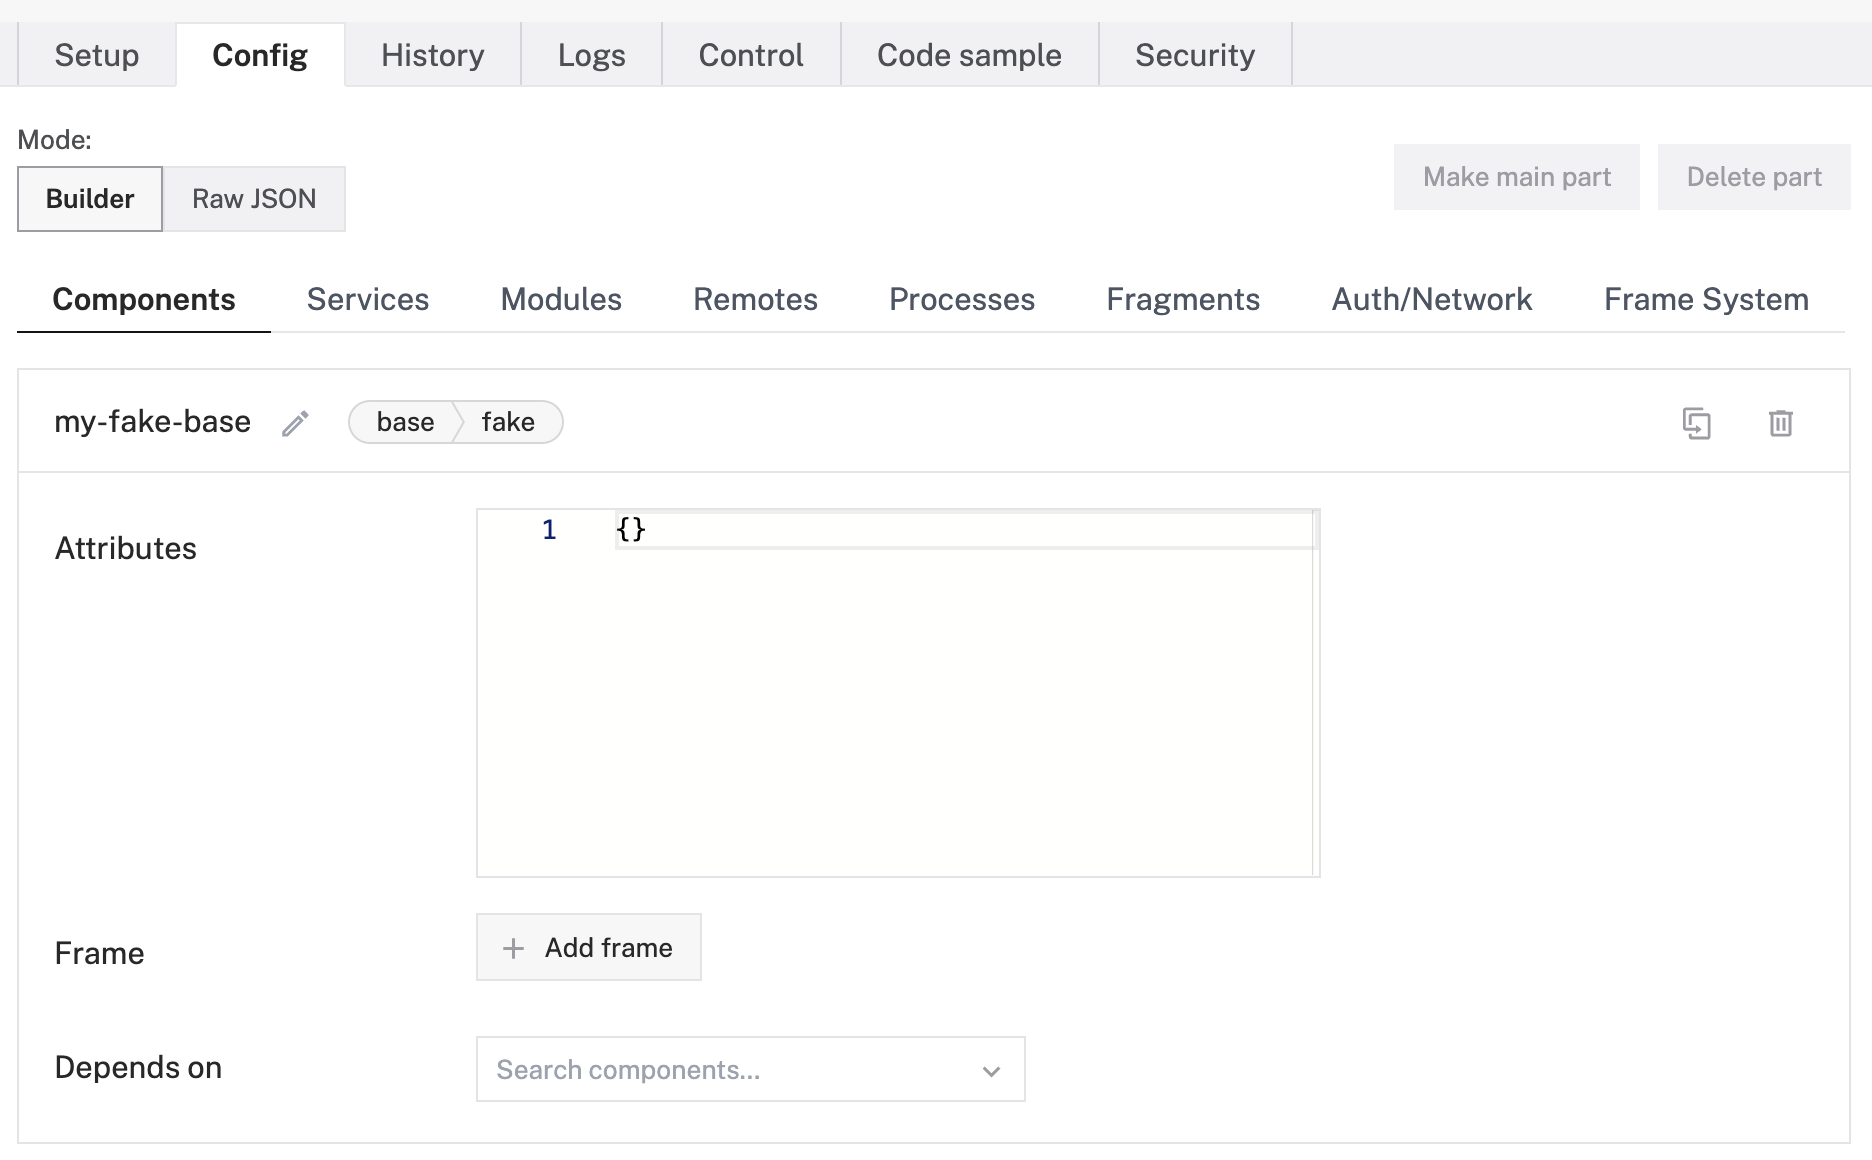 Setup Config History Logs Control Code sample Security
Mode:
Builder Raw JSON Make main part Delete part
Components Services Modules Remotes Processes Fragments Auth/Network Frame System
my-fake-base base fake
Attributes
1 {}
Frame
Add frame
Depends on
Search components...